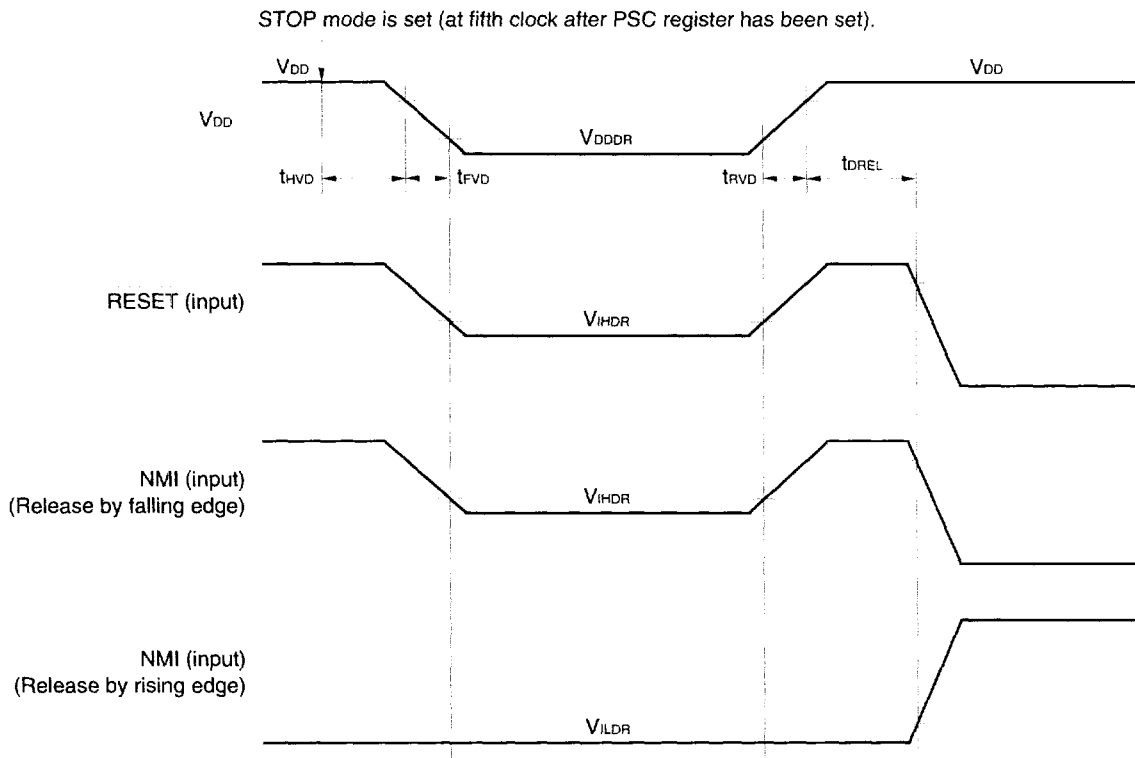 STOP mode is set (at fifth clock after PSC register has been set).
VDD
VDD
VDD
VDDDR
tHVD
tFVD
tRVD
tDREL
RESET (input)
VIHDR
NMI (input)
(Release by falling edge)
VIHDR
NMI (input)
(Release by rising edge)
VILDR